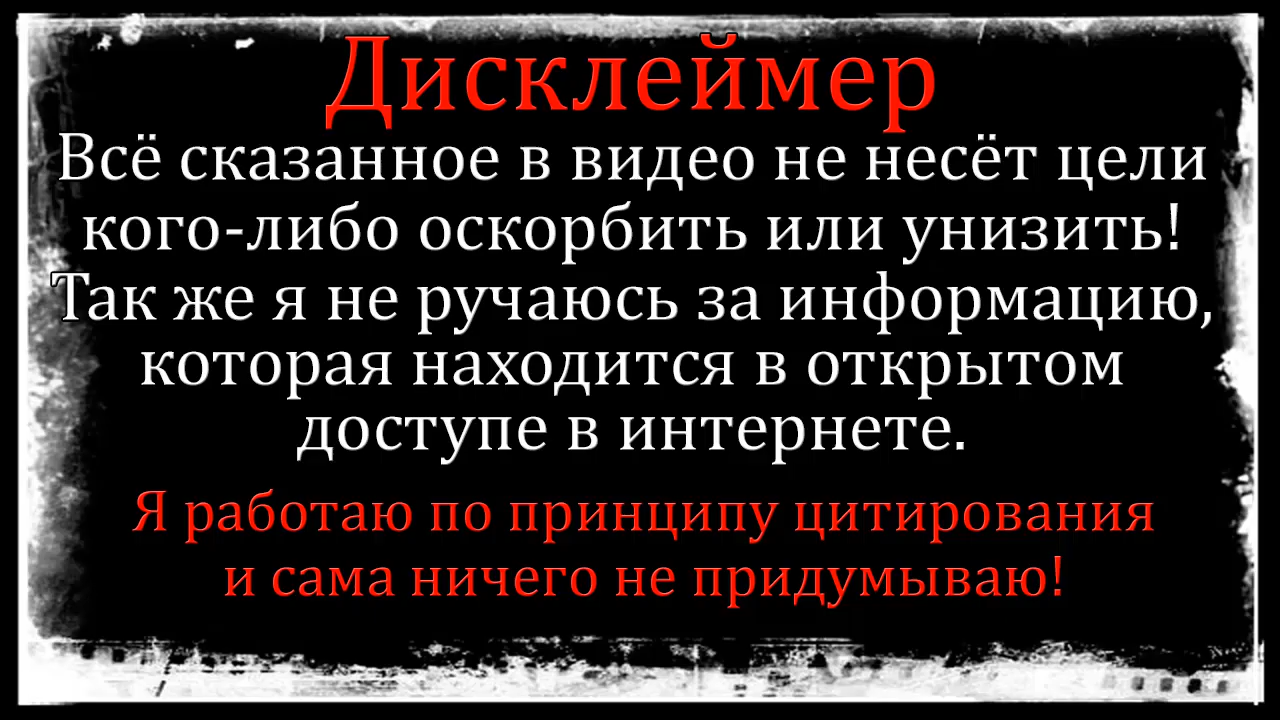 Дисклеймер
Всё сказанное в видео не несёт цели
кого-либо оскорбить или унизить!
Так же я не ручаюсь за информацию,
которая находится в открытом
доступе в интернете.
Я работаю по принципу цитирования
и сама ничего не придумываю!